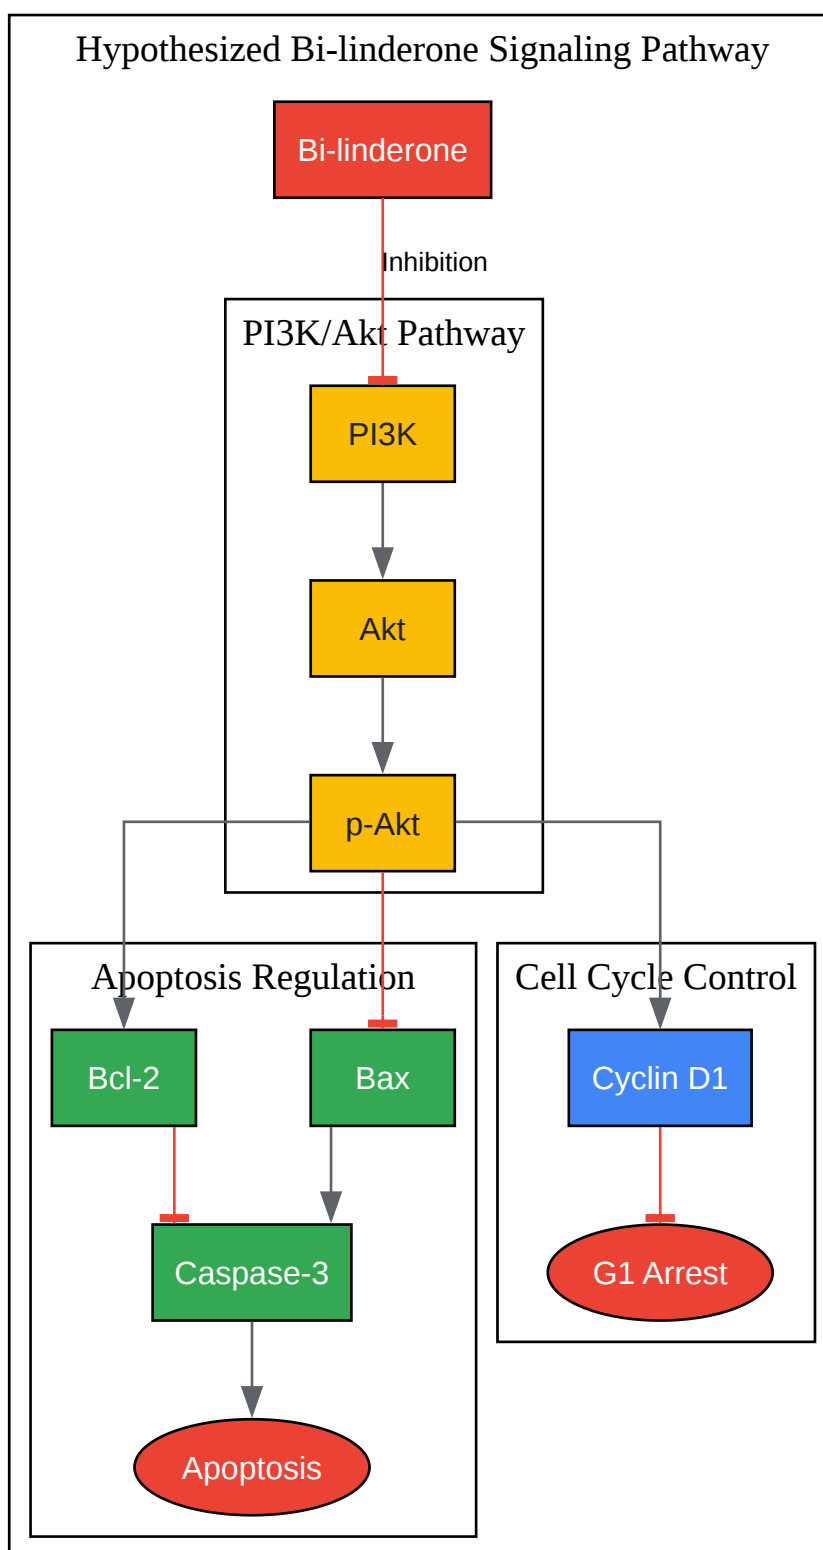 Hypothesized Bi-linderone Signaling Pathway
Bi-linderone
Inhibition
PI3K/Akt Pathway
PI3K
Akt
p-Akt
Apoptosis Regulation
Cell Cycle Control
Bcl-2
Bax
Cyclin D1
Caspase-3
G1 Arrest
Apoptosis